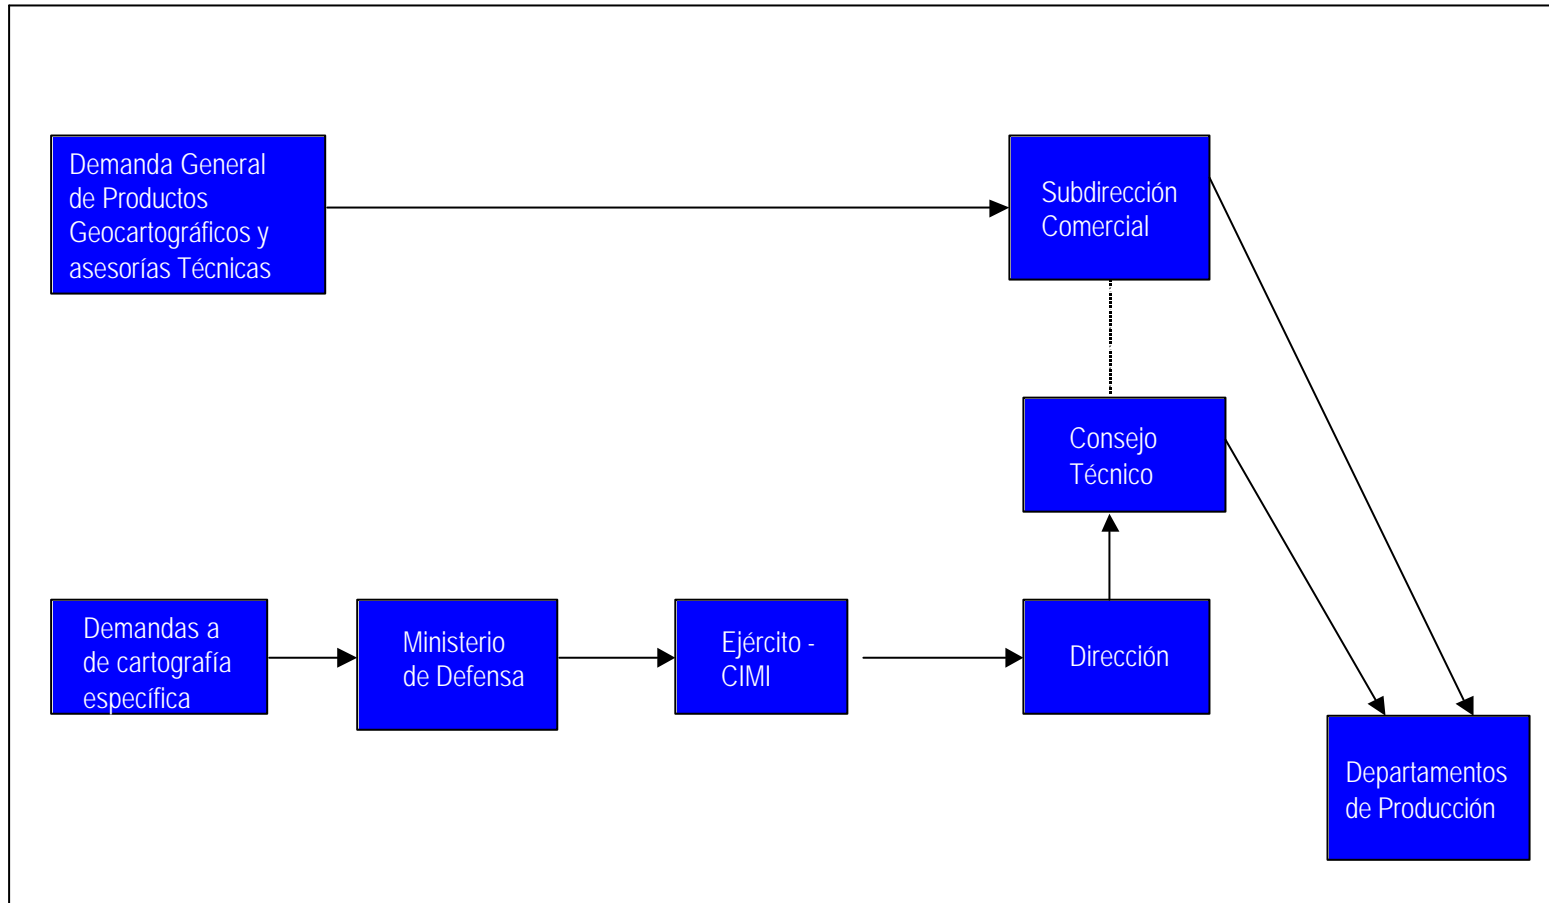 Demanda General
de Productos
Geocartográficos y
asesorías Técnicas
Subdirección
Comercial
Consejo
Técnico
Demandas a
de cartografía
específica
Ministerio
de Defensa
Ejército -
CIMI
Dirección
Departamentos
de Producción